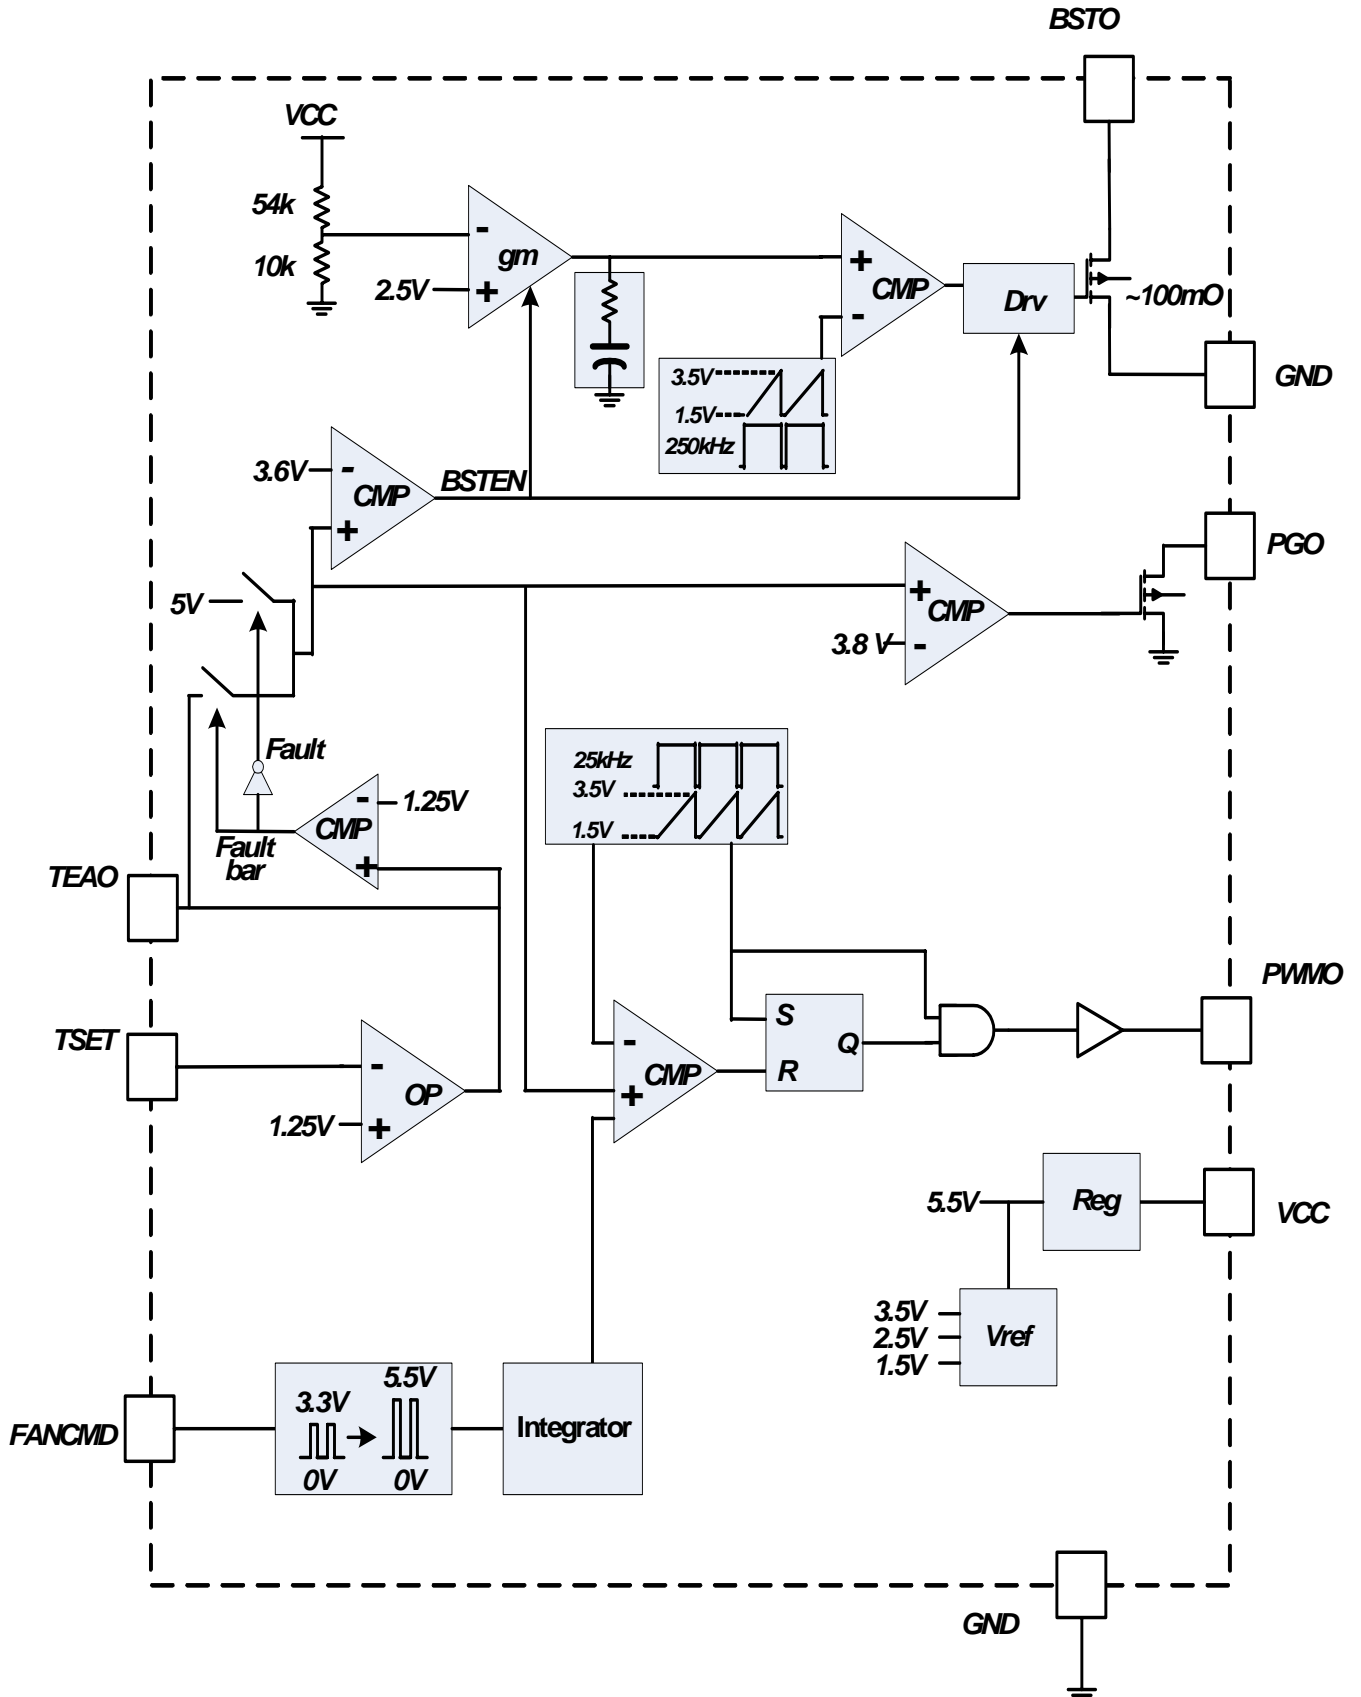 BSTO
VCC
54k
10k
-
gm
2.5V
+
+
CMP
-
Drv
~100mO
GND
3.5V
1.5V
250kHz
3.6V
-
CMP
+
BSTEN
PGO
5V
+
CMP
3.8 V
-
Fault
25kHz
3.5V
1.5V
-
1.25V
CMP
+
Fault
bar
TEAO
PWMO
TSET
-
OP
1.25V
+
-
CMP
+
S
Q
R
5.5V
Reg
VCC
3.5V
2.5V
1.5V
Vref
FANCMD
3.3V
5.5V
0V
0V
Integrator
GND